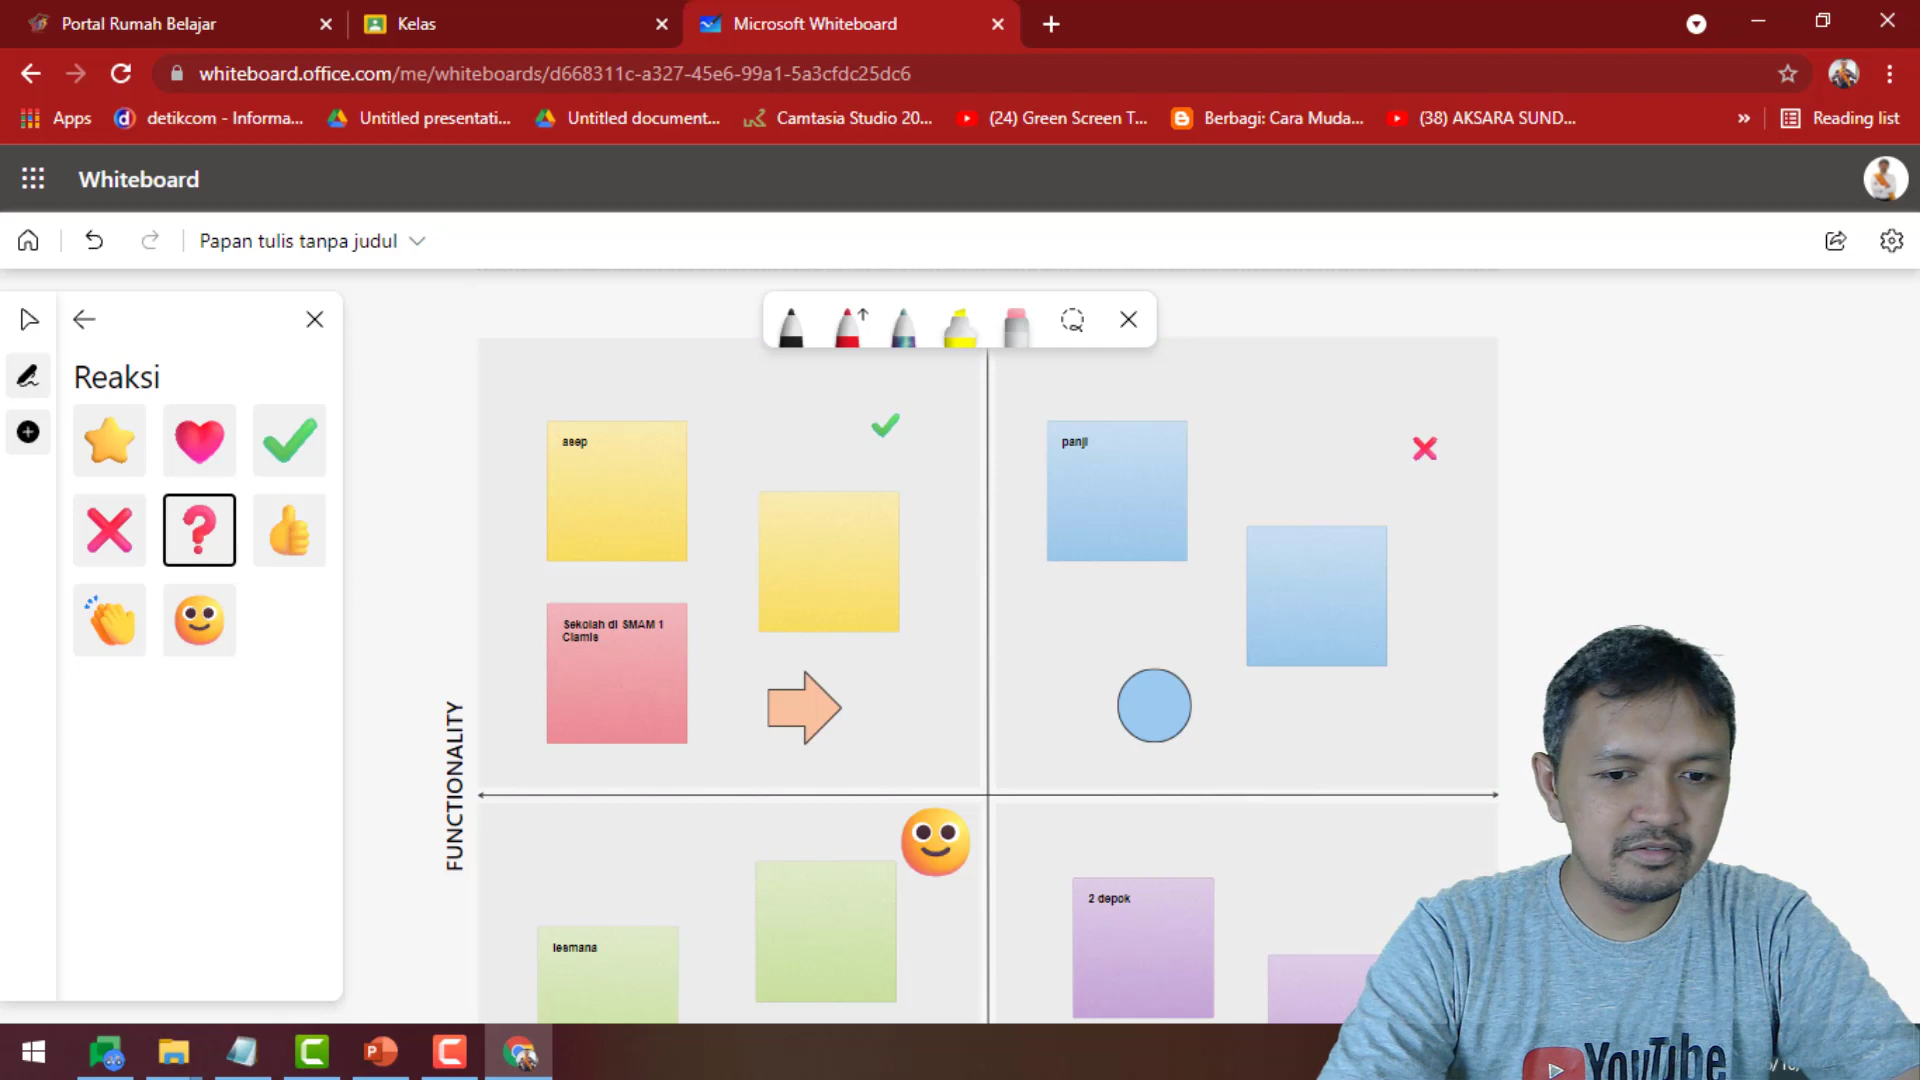 Portal Rumah Belajar
Kelas
Microsoft Whiteboard
whiteboard.office.com/me/whiteboards/d668311c-a327-45e6-99a1-5a3cfdc25dc6
Apps
detikcom - Informa...
Untitled presentati...
Untitled document...
Camtasia Studio 20...
(24) Green Screen T...
Berbagi: Cara Muda...
(38) AKSARA SUND...
Reading list
Whiteboard
Papan tulis tanpa judul
Reaksi
asep
panji
Sekolah di SMAM 1
Ciamis
FUNCTIONALITY
lesmana
2 depok
YouTube